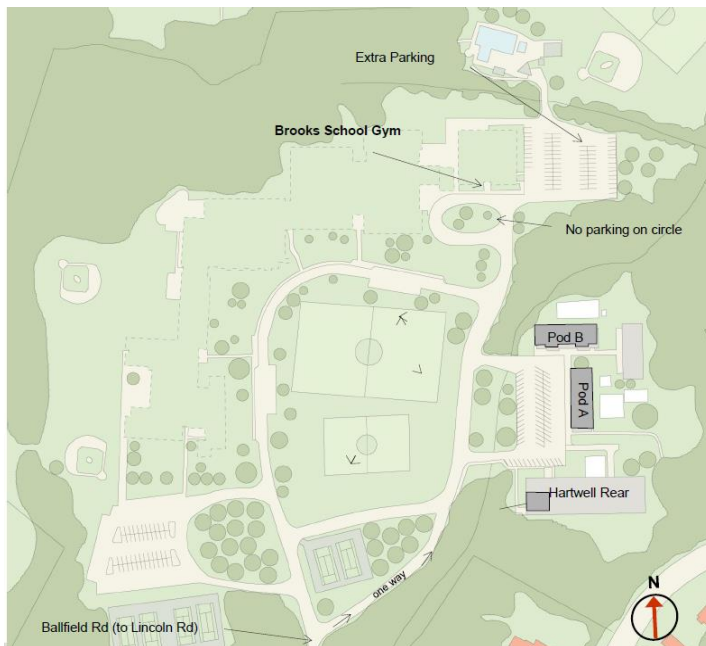 Extra Parking
Brooks School Gym
No parking on circle
Pod B
Pod A
Hartwell Rear
one way
N
Ballfield Rd (to Lincoln Rd)